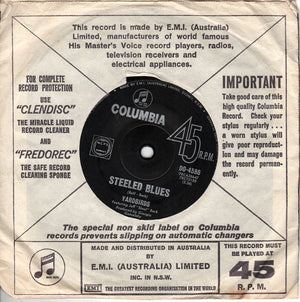 This record is made by E.M.I. (Australia)
Limited, manufacturers of world famous
His Master's Voice record players, radios,
television receivers and
electrical appliances.
FOR COMPLETE
RECORD PROTECTION
USE
"CLENDISC"
THE MIRACLE LIQUID
RECORD CLEANER
AND
"FREDOREC"
THE SAFE RECORD
CLEANING SPONGE
IMPORTANT
Take good care of this
high quality Columbia
Record. Check your
stylus regularly . . .
a worn stylus will
give poor reproduction
and may damage
the record.
COLUMBIA
45
R.P.M.
DO-4586
STEELED BLUES
YARDBIRDS
The special non skid label on Columbia
records prevents slipping on automatic changers
MADE AND DISTRIBUTED IN AUSTRALIA
BY
E.M.I. (AUSTRALIA) LIMITED
INC. IN N.S.W.
EMI THE GREATEST RECORDING ORGANISATION IN THE WORLD
THIS RECORD MUST
BE PLAYED AT
45
R. P. M.